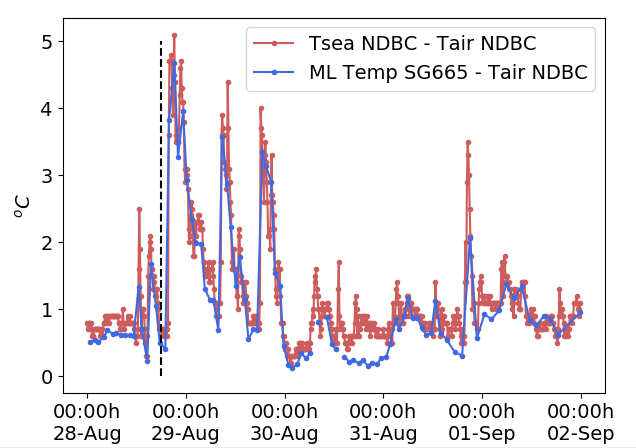 Tsea NDBC - Tair NDBC
ML Temp SG665 - Tair NDBC
°C
5
4
3
2
1
0
00:00h 00:00h 00:00h 00:00h 00:00h 00:00h
28-Aug 29-Aug 30-Aug 31-Aug 01-Sep 02-Sep